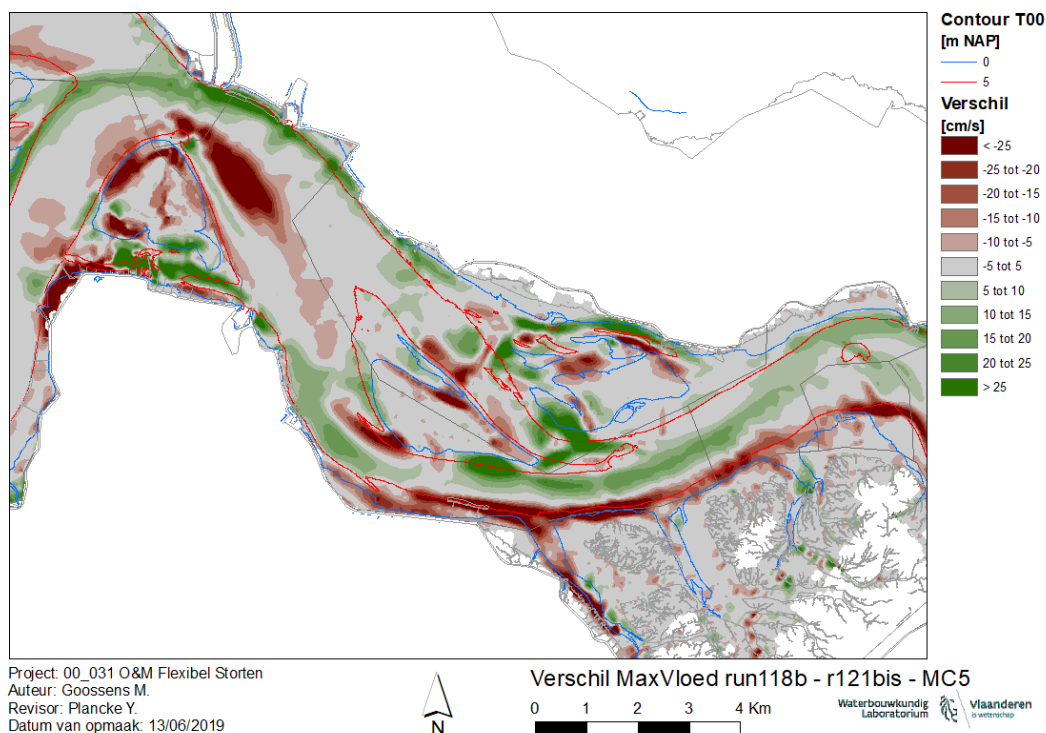 Contour T00
[m NAP]
0
5
Verschil
[cm/s]
< -25
-25 tot -20
-20 tot -15
-15 tot -10
-10 tot -5
-5 tot 5
5 tot 10
10 tot 15
15 tot 20
20 tot 25
> 25
Project: 00_031 O&M Flexibel Storten
Auteur: Goossens M.
Revisor: Plancke Y.
Datum van opmaak: 13/06/2019
N
Verschil MaxVloed run118b - r121bis - MC5
0 1 2 3 4 Km
Waterbouwkundig
Laboratorium
Vlaanderen
is wetenschap